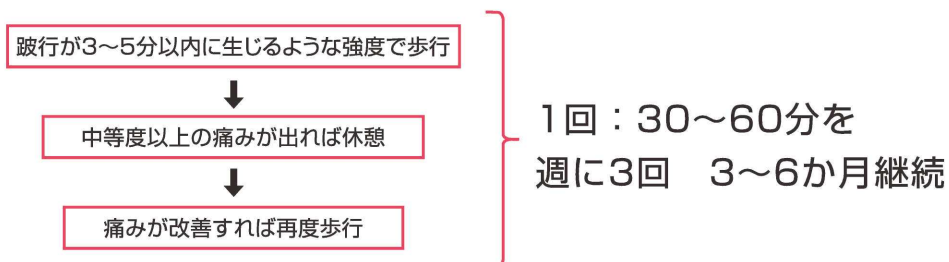 跛行が3〜5分以内に生じるような強度で歩行
中等度以上の痛みが出れば休憩
痛みが改善すれば再度歩行
1回：30〜60分を
週に3回　3〜6か月継続